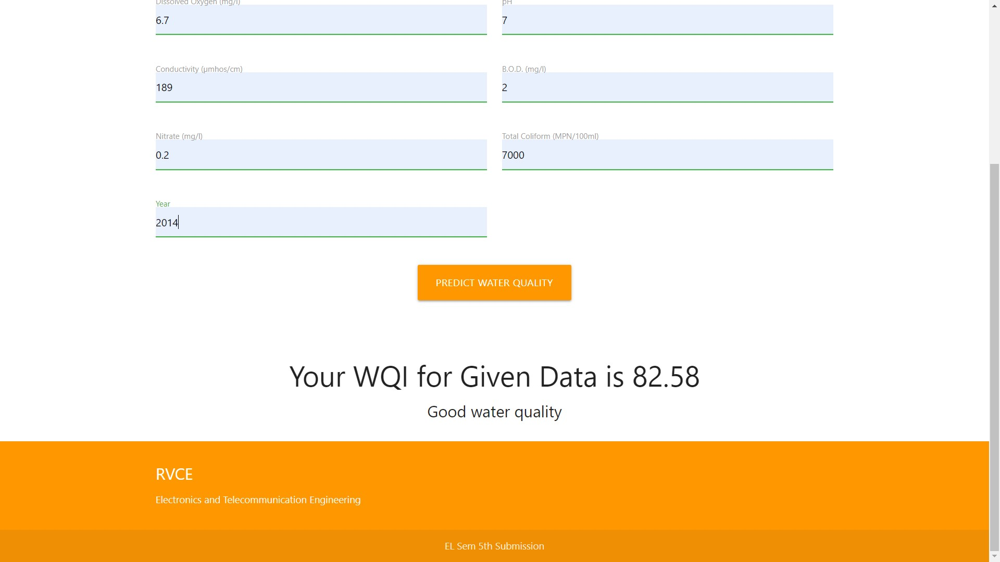 Dissolved Oxygen (mg/l)
pH
6.7
7
Conductivity (µmhos/cm)
B.O.D. (mg/l)
189
2
Nitrate (mg/l)
Total Coliform (MPN/100ml)
0.2
7000
Year
2014
PREDICT WATER QUALITY
Your WQI for Given Data is 82.58
Good water quality
RVCE
Electronics and Telecommunication Engineering
EL Sem 5th Submission